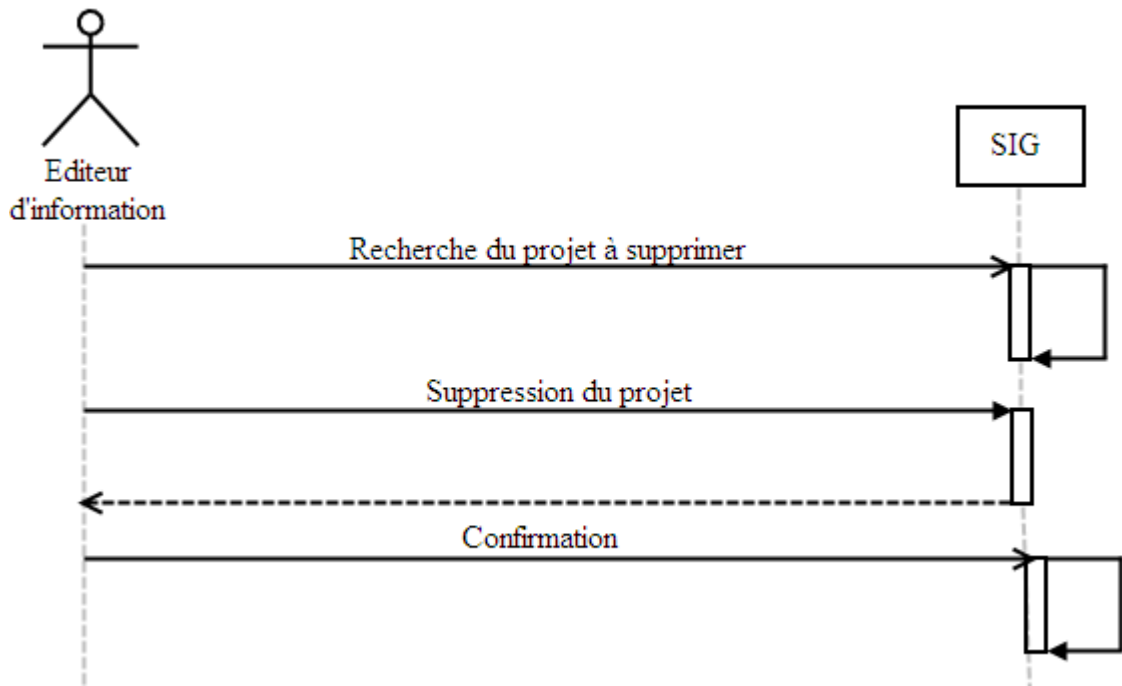 Editeur
d'information
SIG
Recherche du projet à supprimer
Suppression du projet
Confirmation